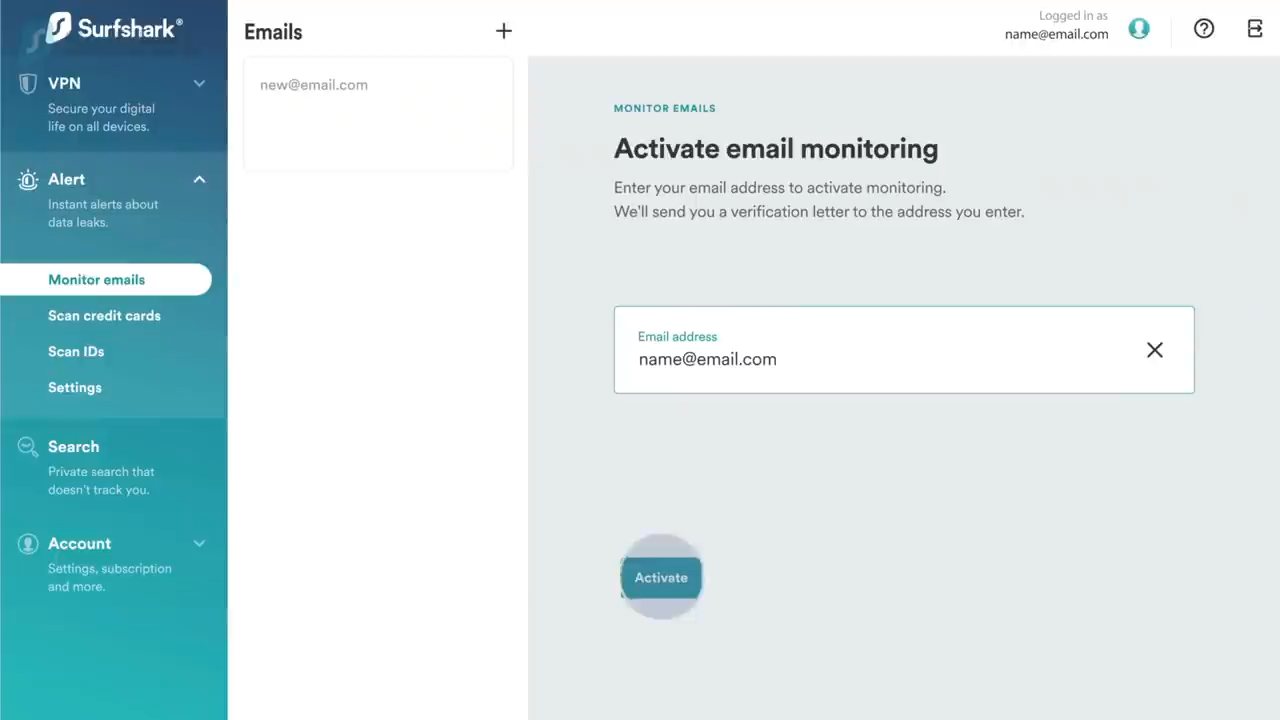 Surfshark®
VPN
Secure your digital
life on all devices.
Alert
Instant alerts about
data leaks.
Monitor emails
Scan credit cards
Scan IDs
Settings
Search
Private search that
doesn't track you.
Account
Settings, subscription
and more.
Emails
new@email.com
Logged in as
name@email.com
MONITOR EMAILS
Activate email monitoring
Enter your email address to activate monitoring.
We'll send you a verification letter to the address you enter.
Email address
name@email.com
Activate